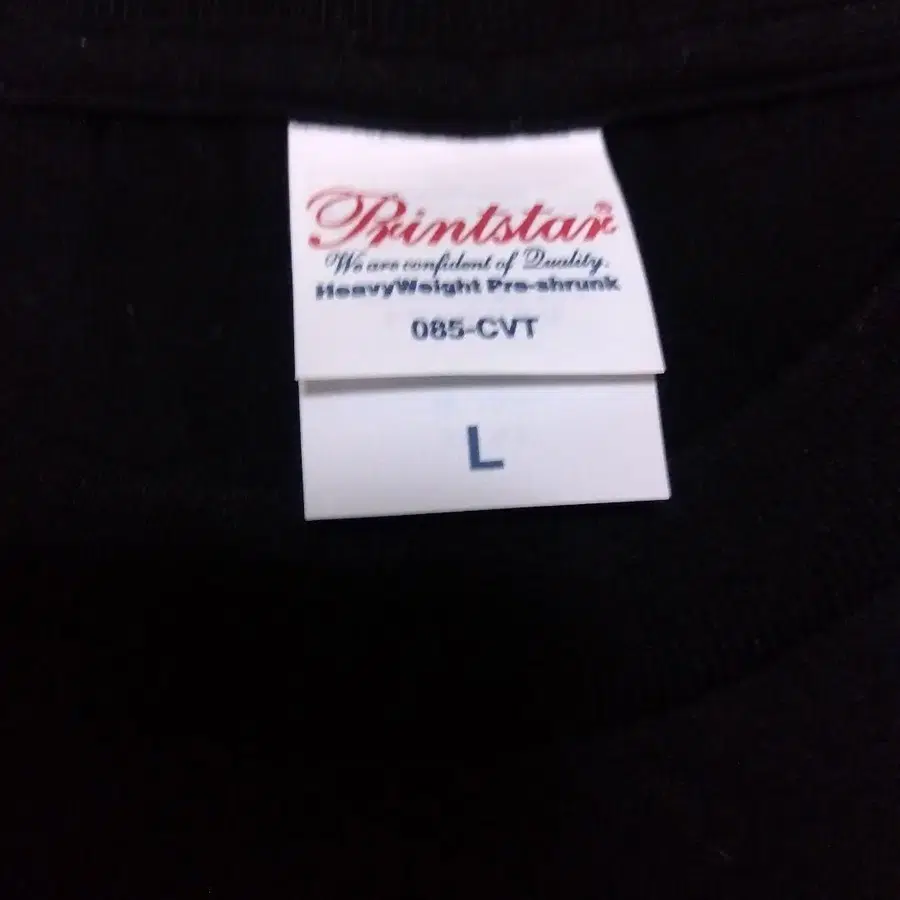 Printstar®
We are confident of Quality.
HeavyWeight Pre-shrunk
085-CVT
L